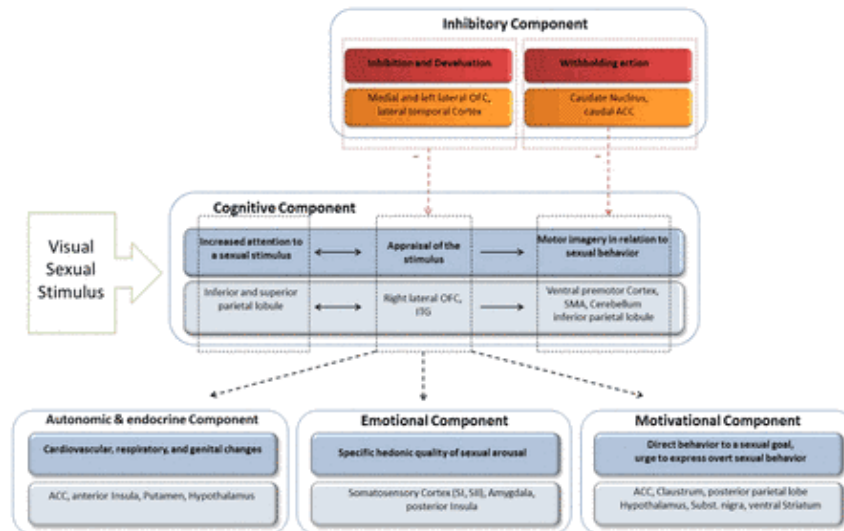 Inhibitory Component
Inhibition and Devaluation
Withholding action
Medial and left lateral OFC,
lateral temporal Cortex
Caudate Nucleus,
caudal ACC
–
–
Cognitive Component
Visual
Sexual
Stimulus
Increased attention to
a sexual stimulus
Appraisal of the
stimulus
Motor imagery in relation to
sexual behavior
Inferior and superior
parietal lobule
Right lateral OFC,
ITG
Ventral premotor Cortex,
SMA, Cerebellum
inferior parietal lobule
Autonomic & endocrine Component
Cardiovascular, respiratory, and genital changes
ACC, anterior Insula, Putamen, Hypothalamus
Emotional Component
Specific hedonic quality of sexual arousal
Somatosensory Cortex (SI, SII), Amygdala,
posterior Insula
Motivational Component
Direct behavior to a sexual goal,
urge to express overt sexual behavior
ACC, Claustrum, posterior parietal lobe
Hypothalamus, Subst. nigra, ventral Striatum